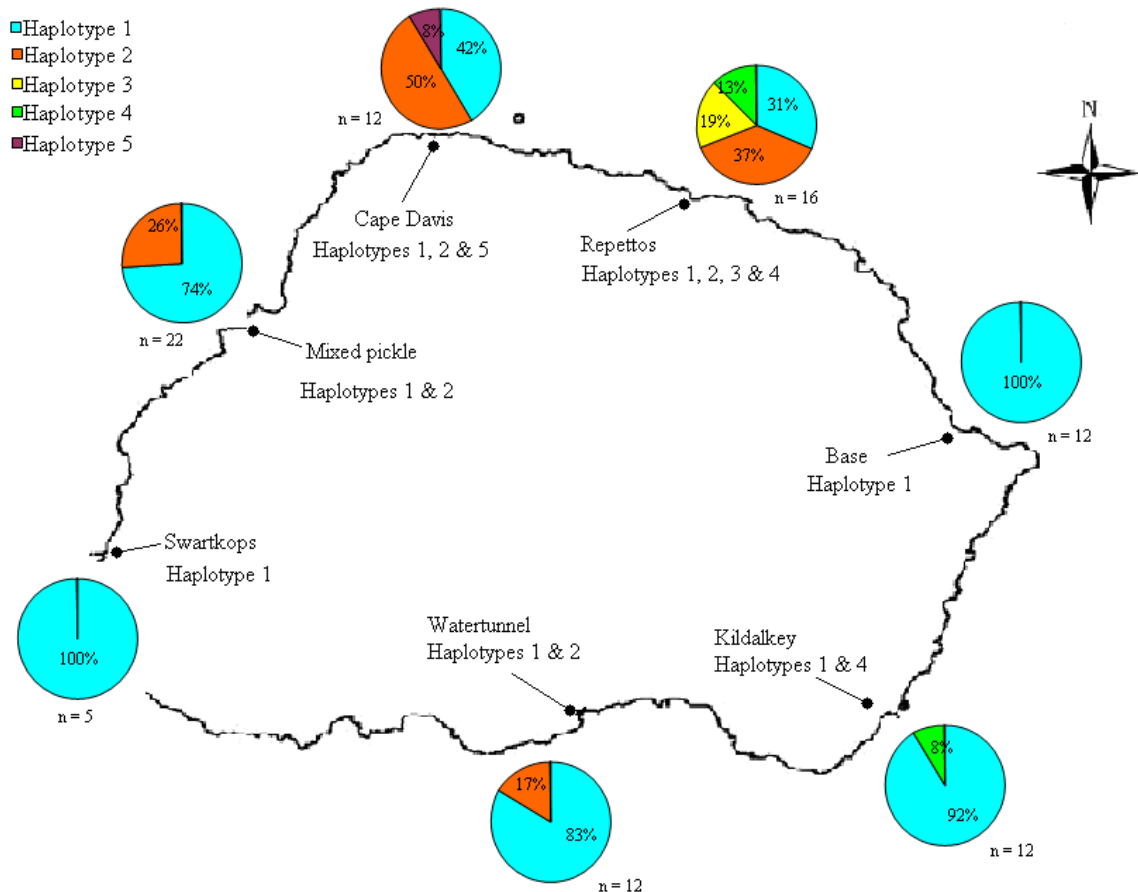 Haplotype 1
Haplotype 2
Haplotype 3
Haplotype 4
Haplotype 5
8%
42%
50%
n = 12
Cape Davis
Haplotypes 1, 2 & 5
13%
31%
19%
37%
n = 16
Repettos
Haplotypes 1, 2, 3 & 4
N
26%
74%
n = 22
Mixed pickle
Haplotypes 1 & 2
100%
n = 12
Base
Haplotype 1
Swartkops
Haplotype 1
100%
n = 5
Watertunnel
Haplotypes 1 & 2
17%
83%
n = 12
Kildalkey
Haplotypes 1 & 4
8%
92%
n = 12